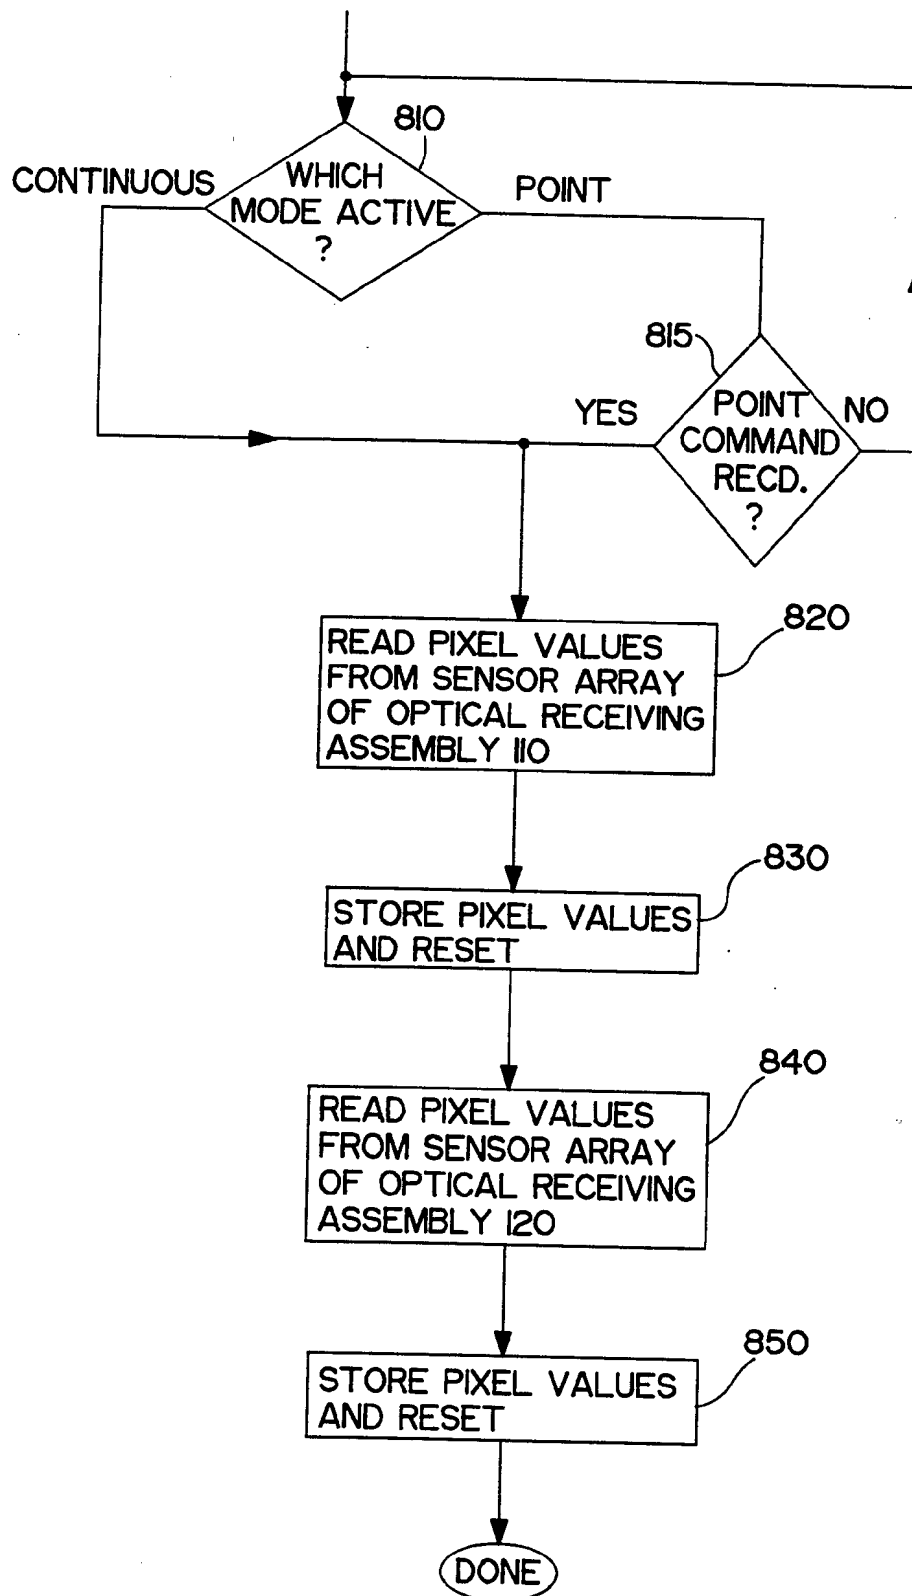 810
CONTINUOUS
WHICH
MODE ACTIVE
?
POINT
815
YES
POINT
COMMAND
RECD.
?
NO
820
READ PIXEL VALUES
FROM SENSOR ARRAY
OF OPTICAL RECEIVING
ASSEMBLY 110
830
STORE PIXEL VALUES
AND RESET
840
READ PIXEL VALUES
FROM SENSOR ARRAY
OF OPTICAL RECEIVING
ASSEMBLY 120
850
STORE PIXEL VALUES
AND RESET
DONE